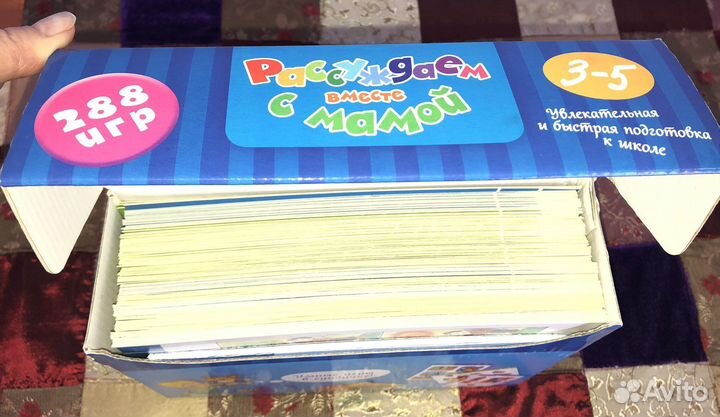 288
игр
Рассуждаем
вместе
с мамой
3-5
Увлекательная
и быстрая подготовка
к школе
Avito